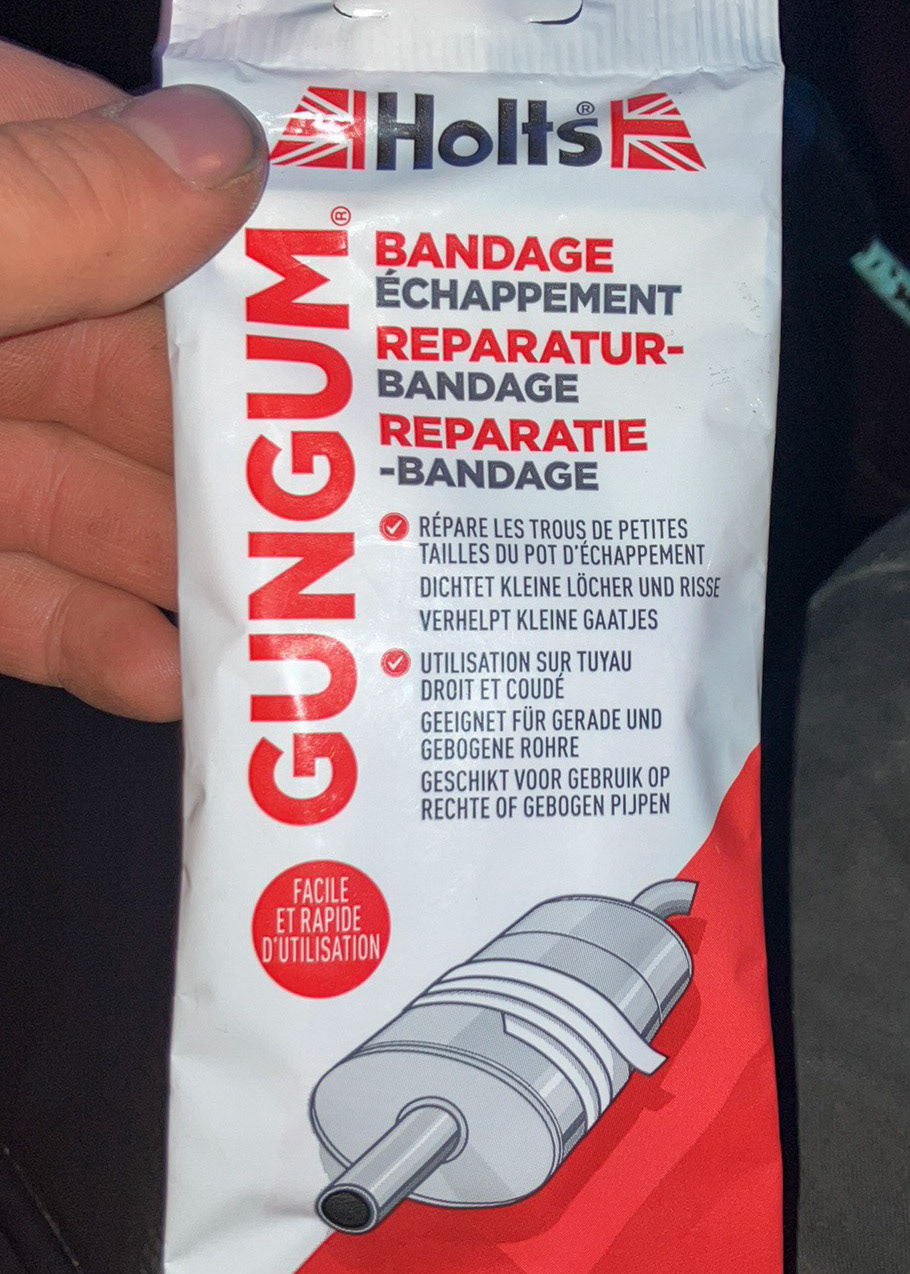 Holts®
GUNGUM®
BANDAGE
ÉCHAPPEMENT
REPARATUR-
BANDAGE
REPARATIE
-BANDAGE
RÉPARE LES TROUS DE PETITES
TAILLES DU POT D'ÉCHAPPEMENT
DICHTET KLEINE LÖCHER UND RISSE
VERHELPT KLEINE GAATJES
UTILISATION SUR TUYAU
DROIT ET COUDÉ
GEEIGNET FÜR GERADE UND
GEBOGENE ROHRE
GESCHIKT VOOR GEBRUIK OP
RECHTE OF GEBOGEN PIJPEN
FACILE
ET RAPIDE
D'UTILISATION